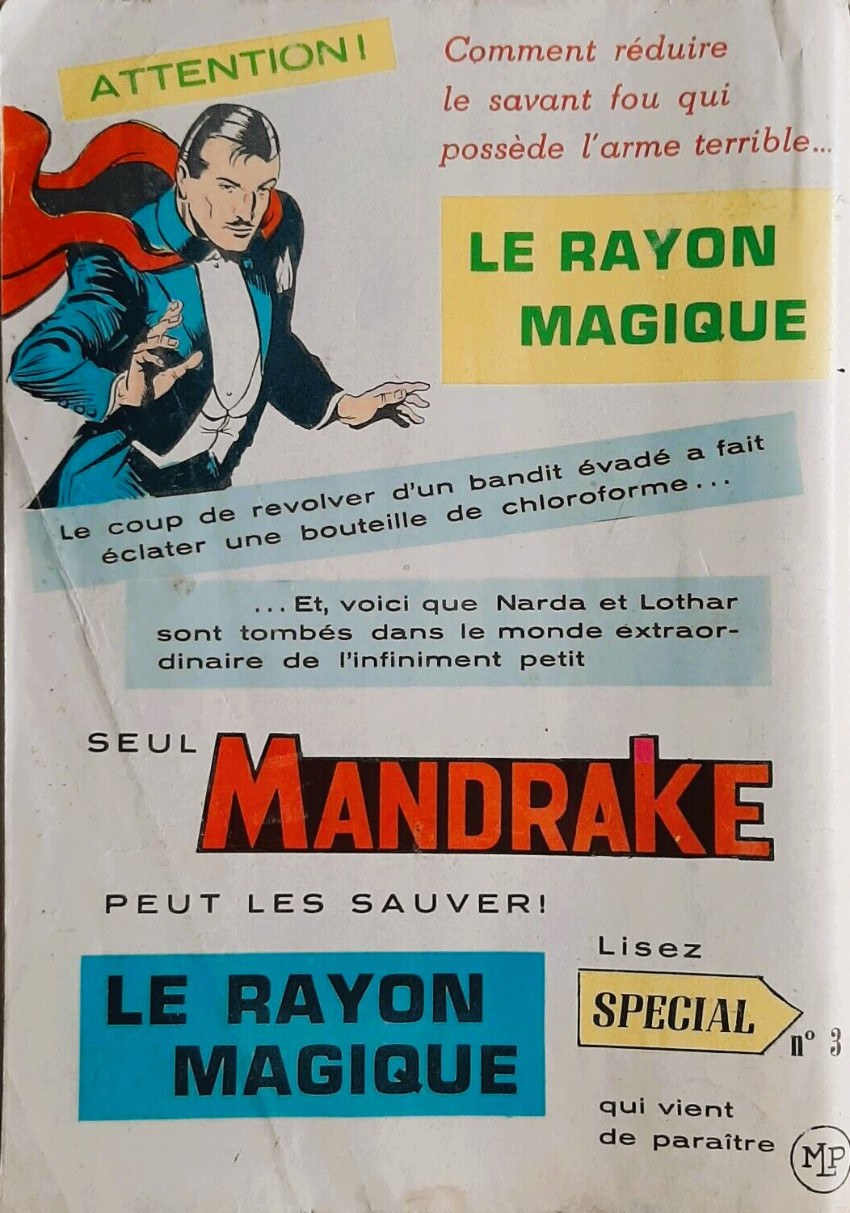 ATTENTION!
Comment réduire
le savant fou qui
possède l'arme terrible...
LE RAYON
MAGIQUE
Le coup de revolver d'un bandit évadé a fait
éclater une bouteille de chloroforme...
...Et, voici que Narda et Lothar
sont tombés dans le monde extraor-
dinaire de l'infiniment petit
SEUL
MANDRAKE
PEUT LES SAUVER!
LE RAYON
MAGIQUE
Lisez
SPECIAL
n° 3
qui vient
de paraître
MLP